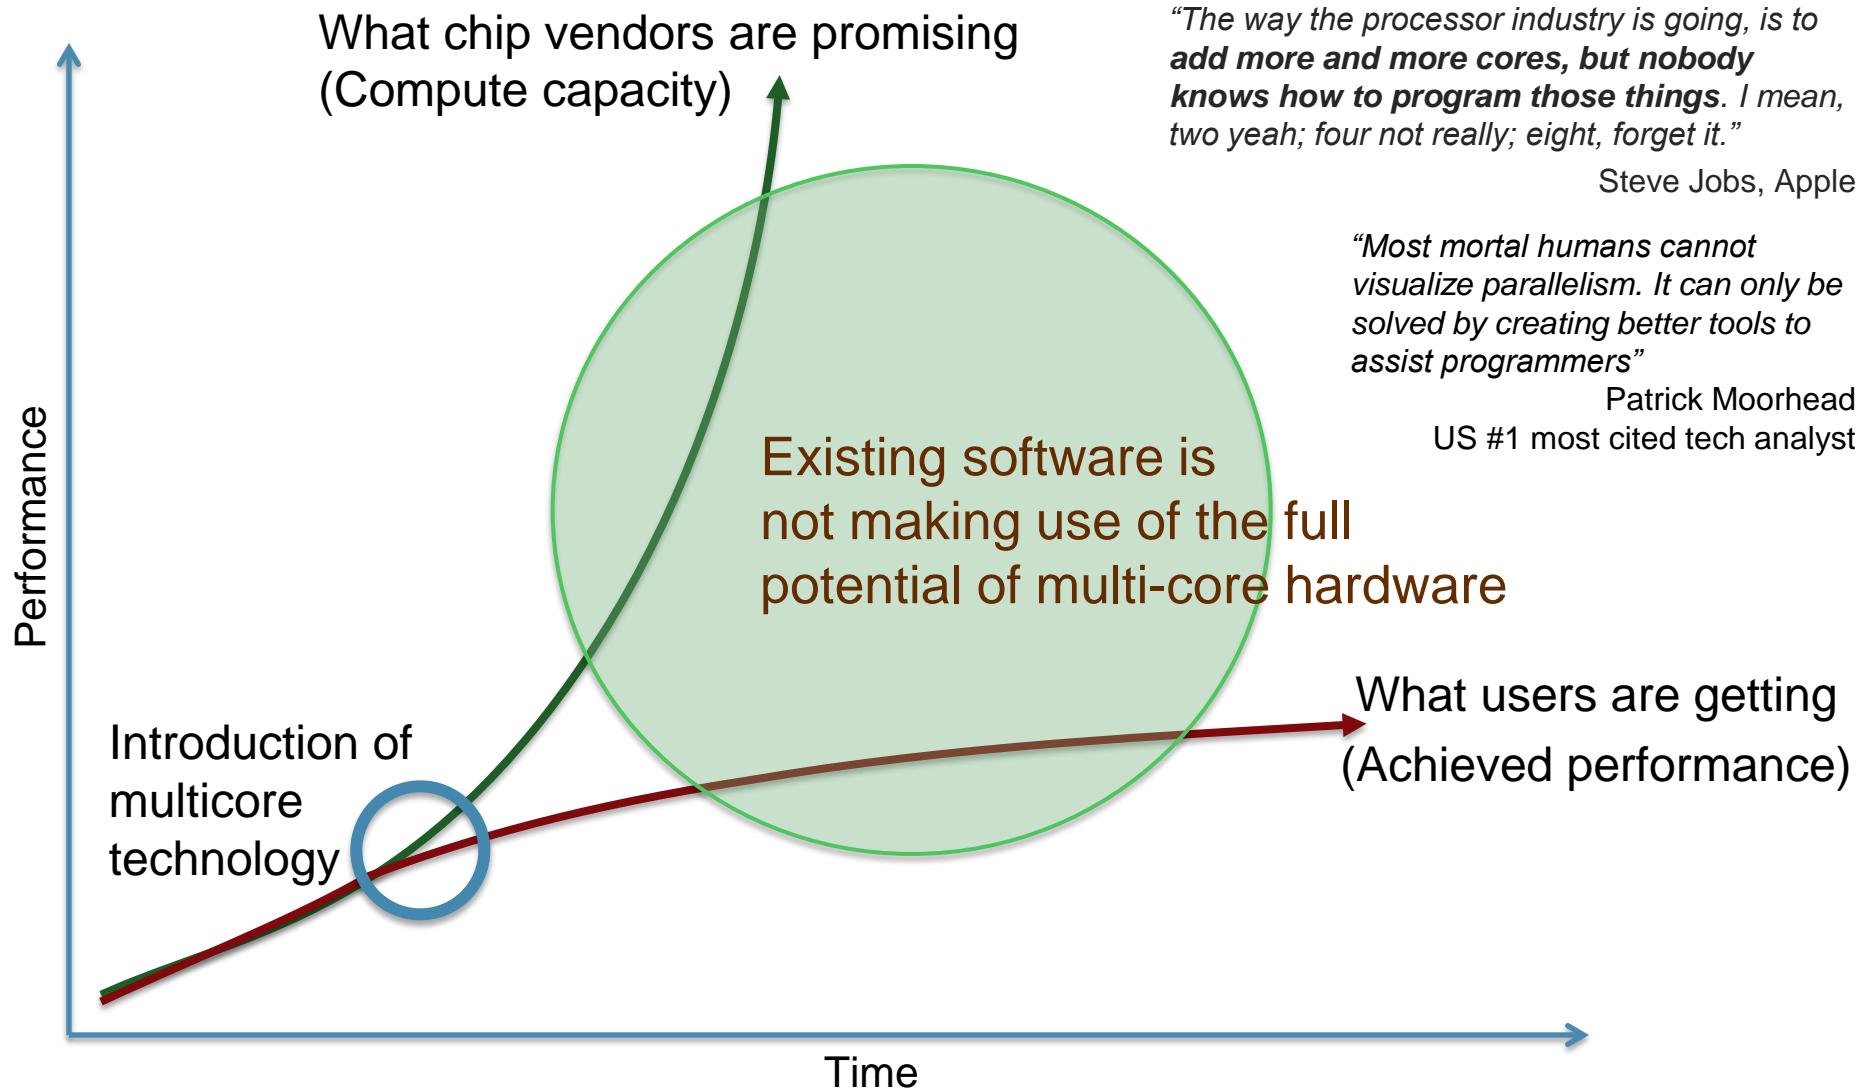 What chip vendors are promising
(Compute capacity)
“The way the processor industry is going, is to
add more and more cores, but nobody
knows how to program those things. I mean,
two yeah; four not really; eight, forget it.”
Steve Jobs, Apple
“Most mortal humans cannot
visualize parallelism. It can only be
solved by creating better tools to
assist programmers”
Patrick Moorhead
US #1 most cited tech analyst
Performance
Existing software is
not making use of the full
potential of multi-core hardware
What users are getting
(Achieved performance)
Introduction of
multicore
technology
Time